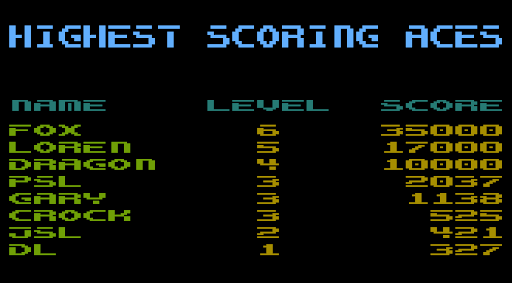 HIGHEST SCORING ACES
NAME LEVEL SCORE
FOX 6 35000
LOREN 5 17000
DRAGON 4 10000
PSL 3 2037
GARY 3 1138
CROCK 3 525
JSL 2 421
DL 1 327